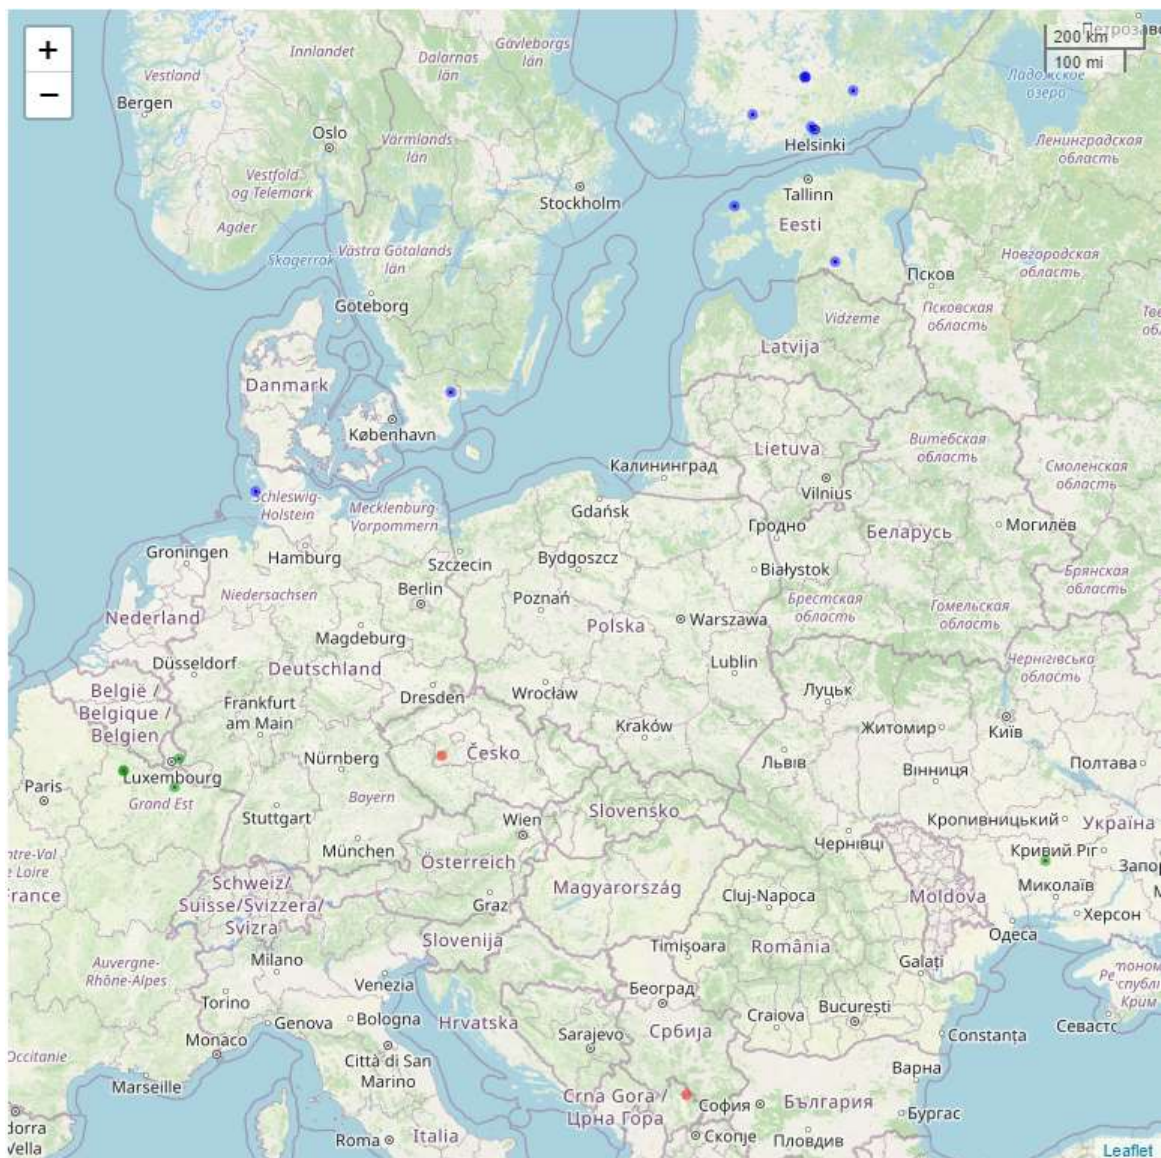 +
−
200 km
100 mi
Innlandet
Gävleborgs
län
Dalarnas
län
Vestland
Bergen
Oslo
Värmlands
län
Ладожское
озеро
Helsinki
Ленинградская
область
Vestfold
og Telemark
Agder
Stockholm
Tallinn
Eesti
Skagerrak
Västra Götalands
län
Новгородская
область
Псков
Псковская
область
Göteborg
Vidzeme
Latvija
Danmark
København
Lietuva
Витебская
область
Калининград
Смоленская
область
Vilnius
Schleswig-
Holstein
Mecklenburg
Vorpommern
Gdańsk
Гродно
Беларусь
Могилёв
Groningen
Hamburg
Szczecin
Bydgoszcz
Białystok
Брянская
область
Niedersachsen
Berlin
Poznań
Брестская
область
Гомельская
область
Nederland
Magdeburg
Polska
Warszawa
Düsseldorf
Deutschland
Lublin
Чернігівська
область
België /
Belgique /
Belgien
Frankfurt
am Main
Dresden
Wrocław
Луцьк
Kraków
Житомир
Київ
Nürnberg
Česko
Львів
Вінниця
Полтава
Luxembourg
Paris
Grand Est
Bayern
Stuttgart
Slovensko
Wien
Кропивницький
Україна
München
Österreich
Чернівці
Кривий Ріг
Запор
Schweiz/
Suisse/Svizzera/
Svizra
Magyarország
Cluj-Napoca
Moldova
Миколаїв
France
Graz
Херсон
Slovenija
Timișoara
România
Одеса
Auvergne-
Rhône-Alpes
Milano
Galați
Venezia
Torino
Београд
București
Крим
Genova
Bologna
Hrvatska
Craiova
Севаст
Sarajevo
Србија
Constanța
Monaco
Occitanie
Città di San
Marino
Варна
Marseille
Crna Gora /
Црна Гора
София
България
Бургас
Roma
Italia
Скопје
Пловдив
Leaflet